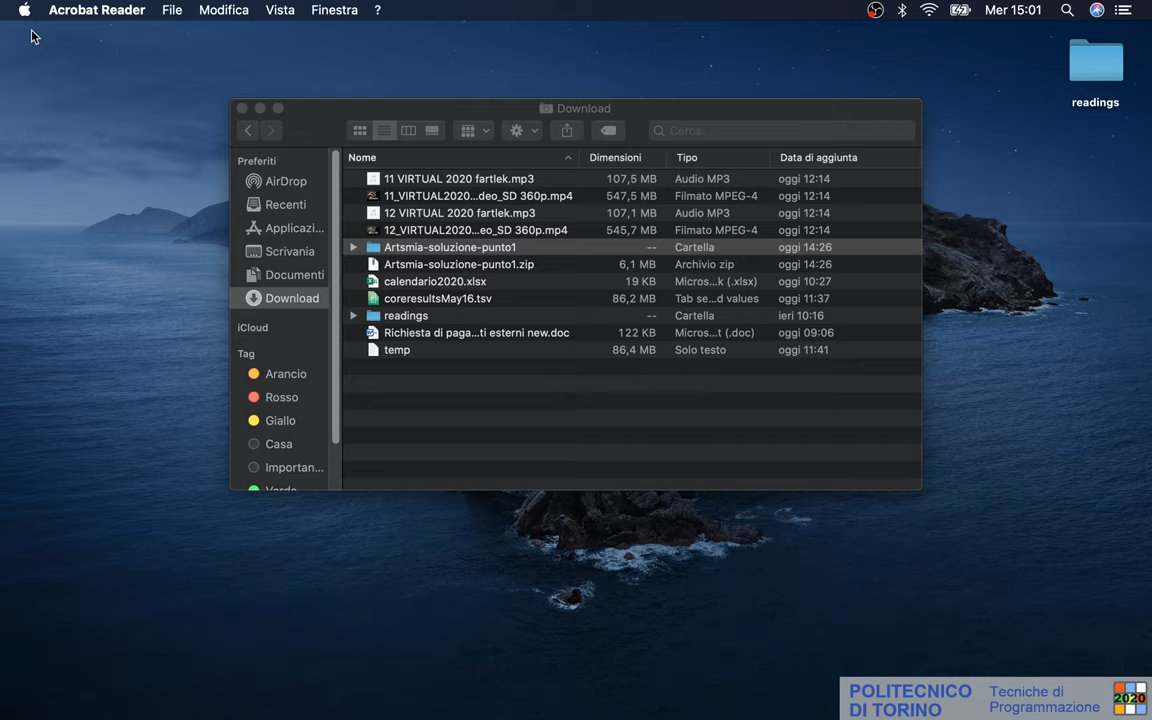 Acrobat Reader File Modifica Vista Finestra ? Mer 15:01
readings
Download
Cerca
Preferiti
AirDrop
Recenti
Applicazi...
Scrivania
Documenti
Download
iCloud
Tag
Arancio
Rosso
Giallo
Casa
Importan...
Verde
Nome Dimensioni Tipo Data di aggiunta
11 VIRTUAL 2020 fartlek.mp3 107,5 MB Audio MP3 oggi 12:14
11_VIRTUAL2020...deo_SD 360p.mp4 547,5 MB Filmato MPEG-4 oggi 12:14
12 VIRTUAL 2020 fartlek.mp3 107,1 MB Audio MP3 oggi 12:14
12_VIRTUAL2020...eo_SD 360p.mp4 545,7 MB Filmato MPEG-4 oggi 12:14
Artsmia-soluzione-punto1 -- Cartella oggi 14:26
Artsmia-soluzione-punto1.zip 6,1 MB Archivio zip oggi 14:26
calendario2020.xlsx 19 KB Micros...k (.xlsx) oggi 10:27
coreresultsMay16.tsv 86,2 MB Tab se...d values oggi 11:37
readings -- Cartella ieri 10:16
Richiesta di paga...ti esterni new.doc 122 KB Micros...t (.doc) oggi 09:06
temp 86,4 MB Solo testo oggi 11:41
POLITECNICO
DI TORINO
Tecniche di
Programmazione
2020